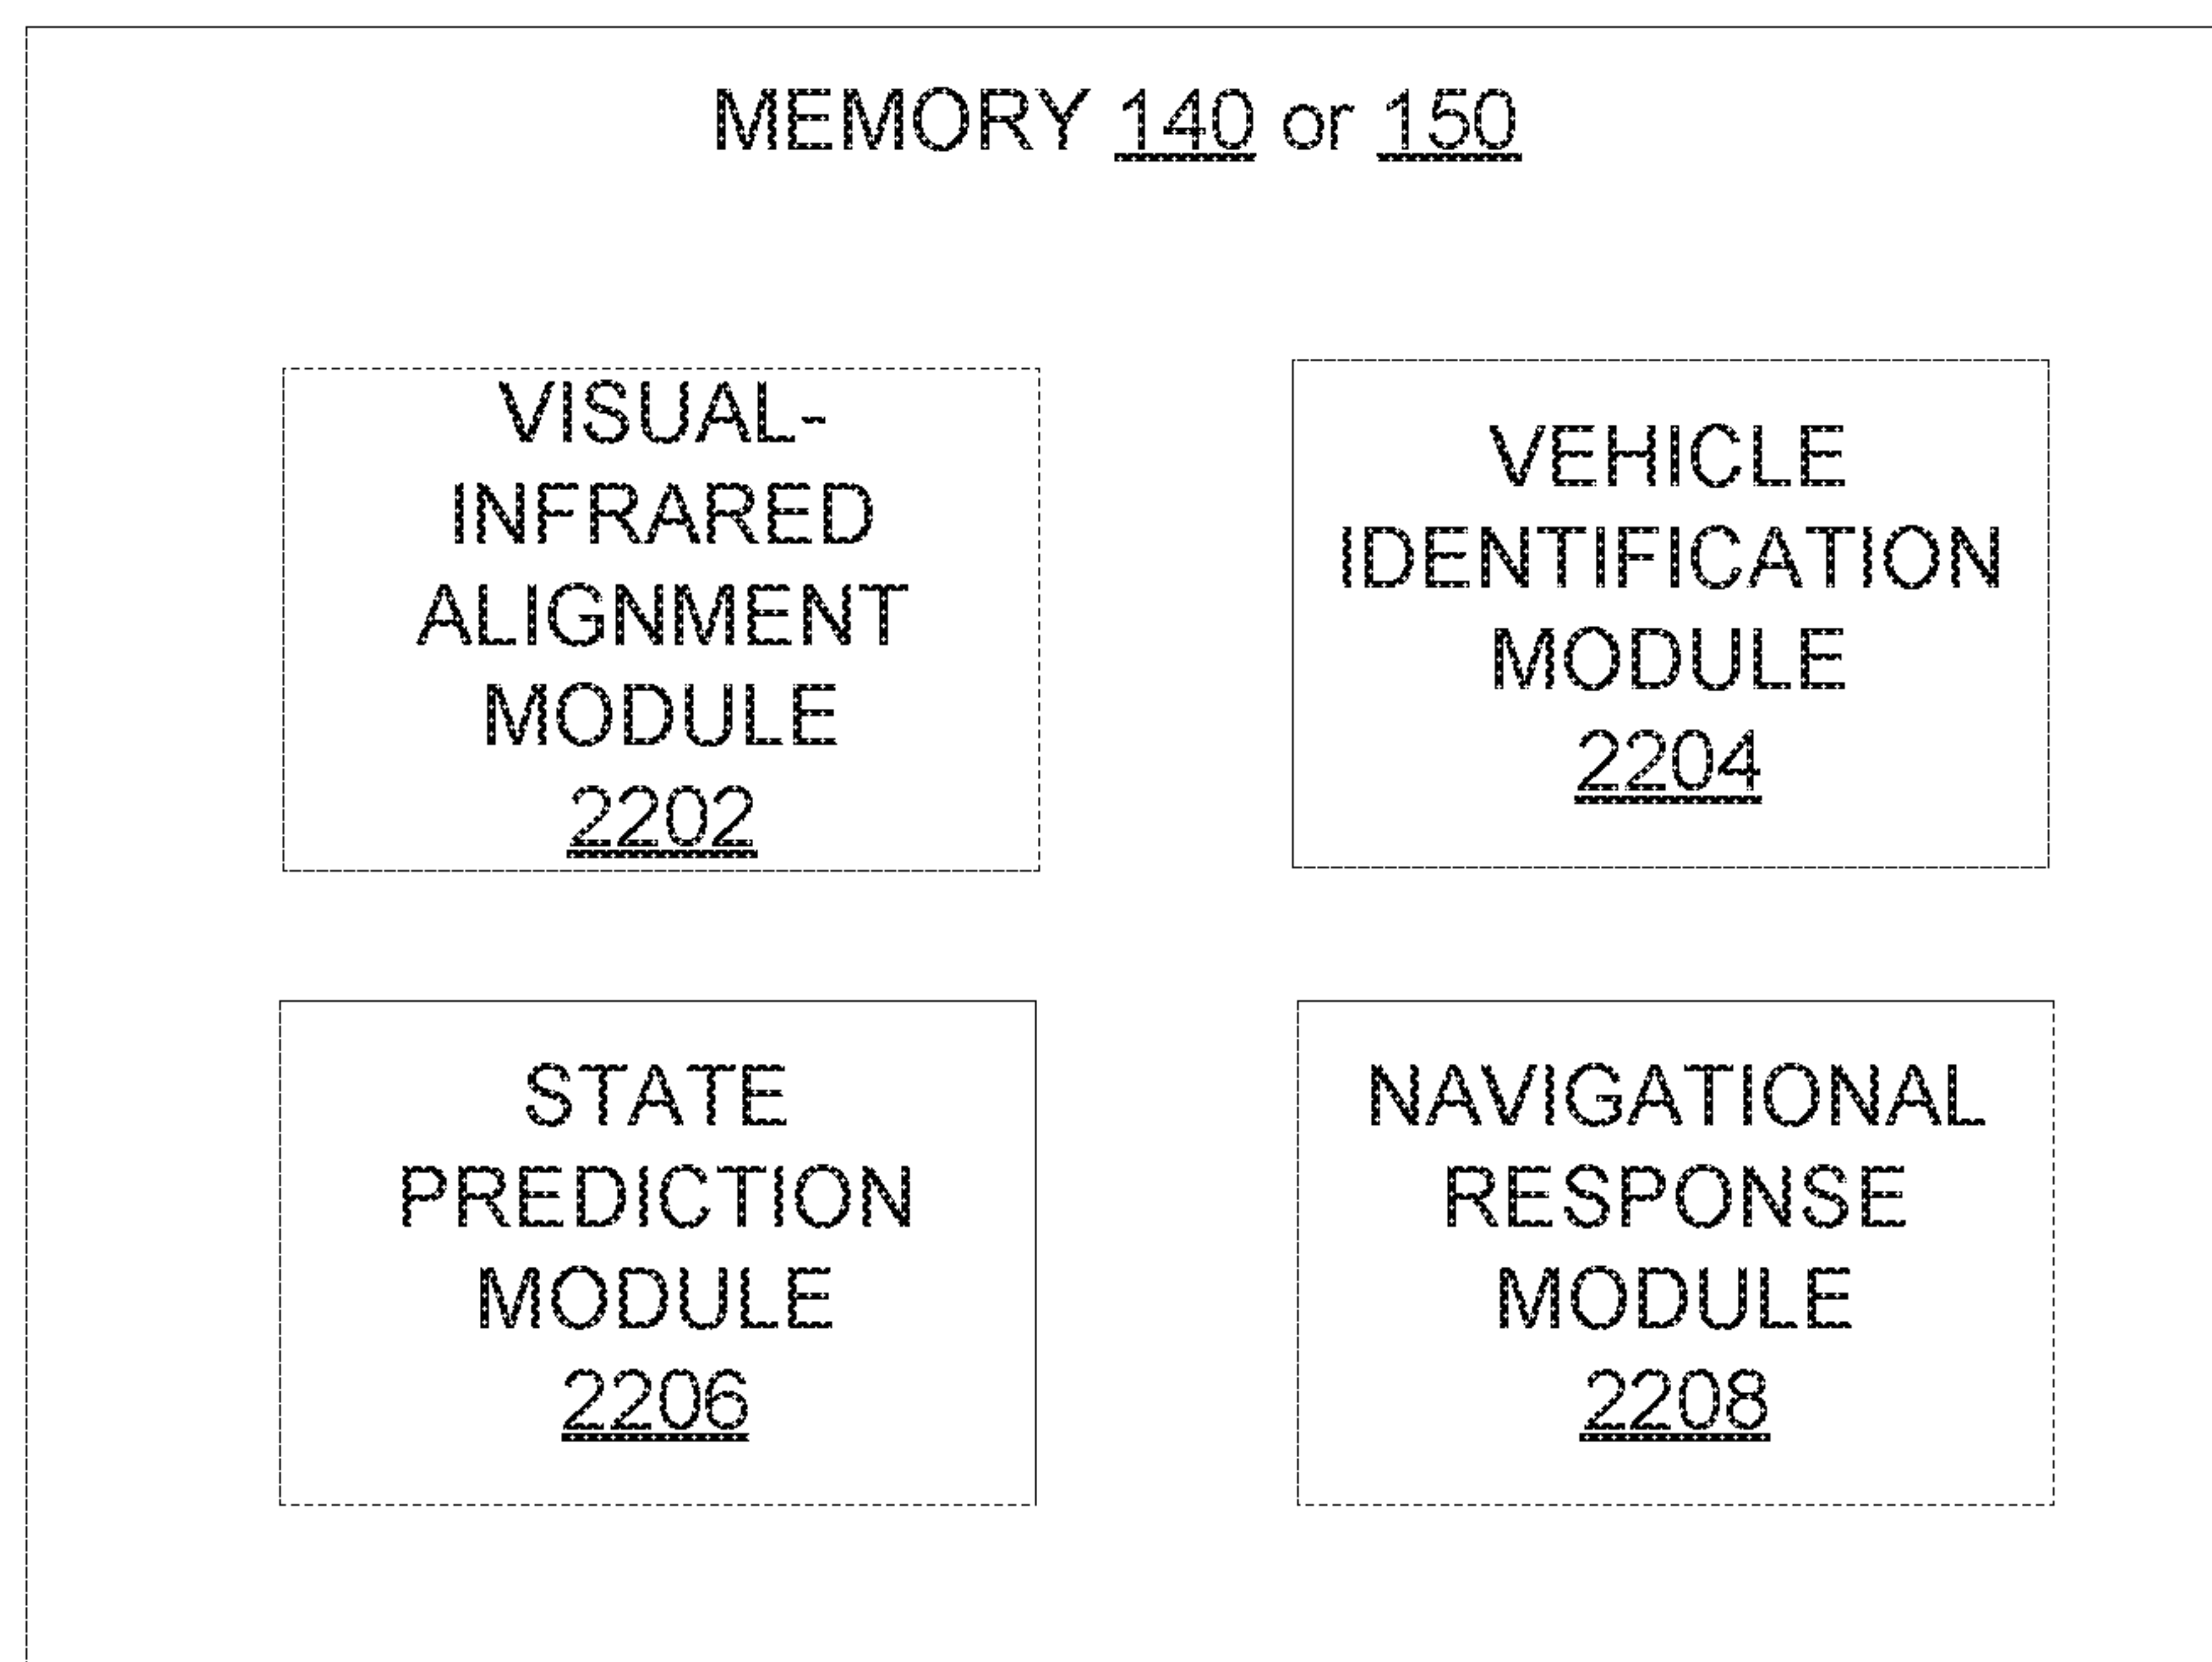 MEMORY 140 or 150
VISUAL-
INFRARED
ALIGNMENT
MODULE
2202
VEHICLE
IDENTIFICATION
MODULE
2204
STATE
PREDICTION
MODULE
2206
NAVIGATIONAL
RESPONSE
MODULE
2208